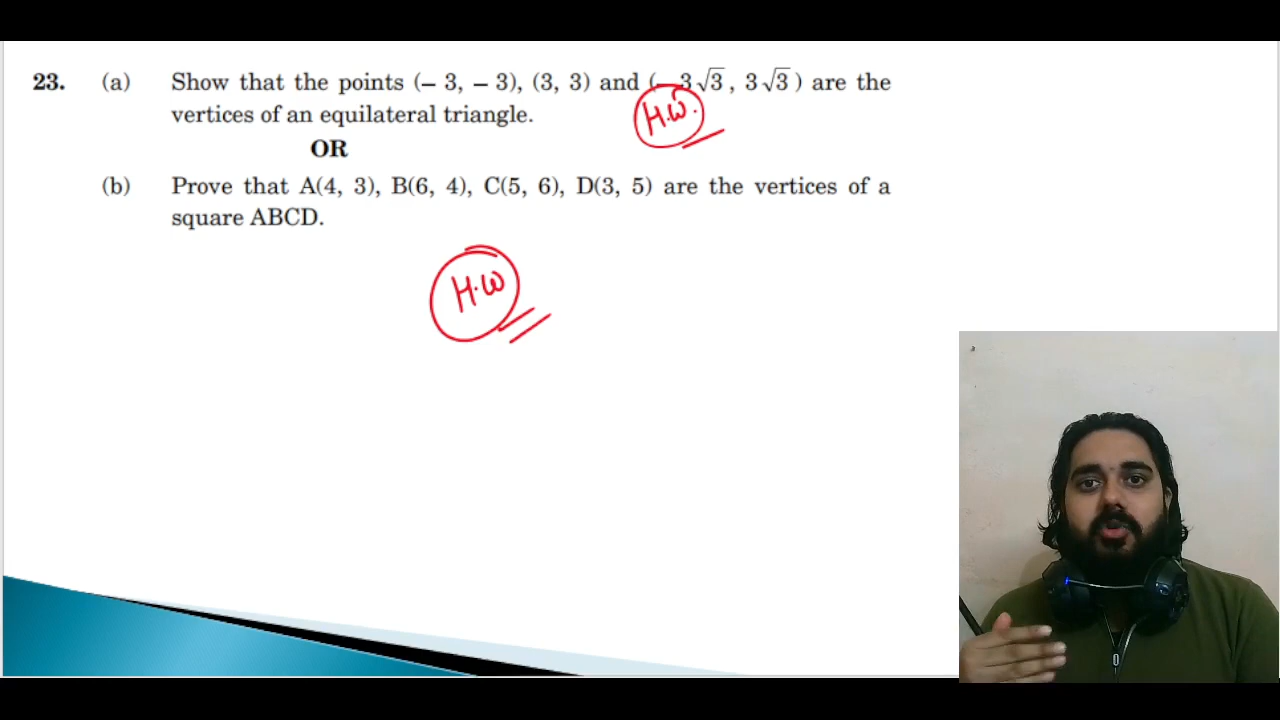 23. (a) Show that the points (– 3, – 3), (3, 3) and (– 3√3 , 3√3 ) are the
vertices of an equilateral triangle.
H.W.
OR
(b) Prove that A(4, 3), B(6, 4), C(5, 6), D(3, 5) are the vertices of a
square ABCD.
H.W